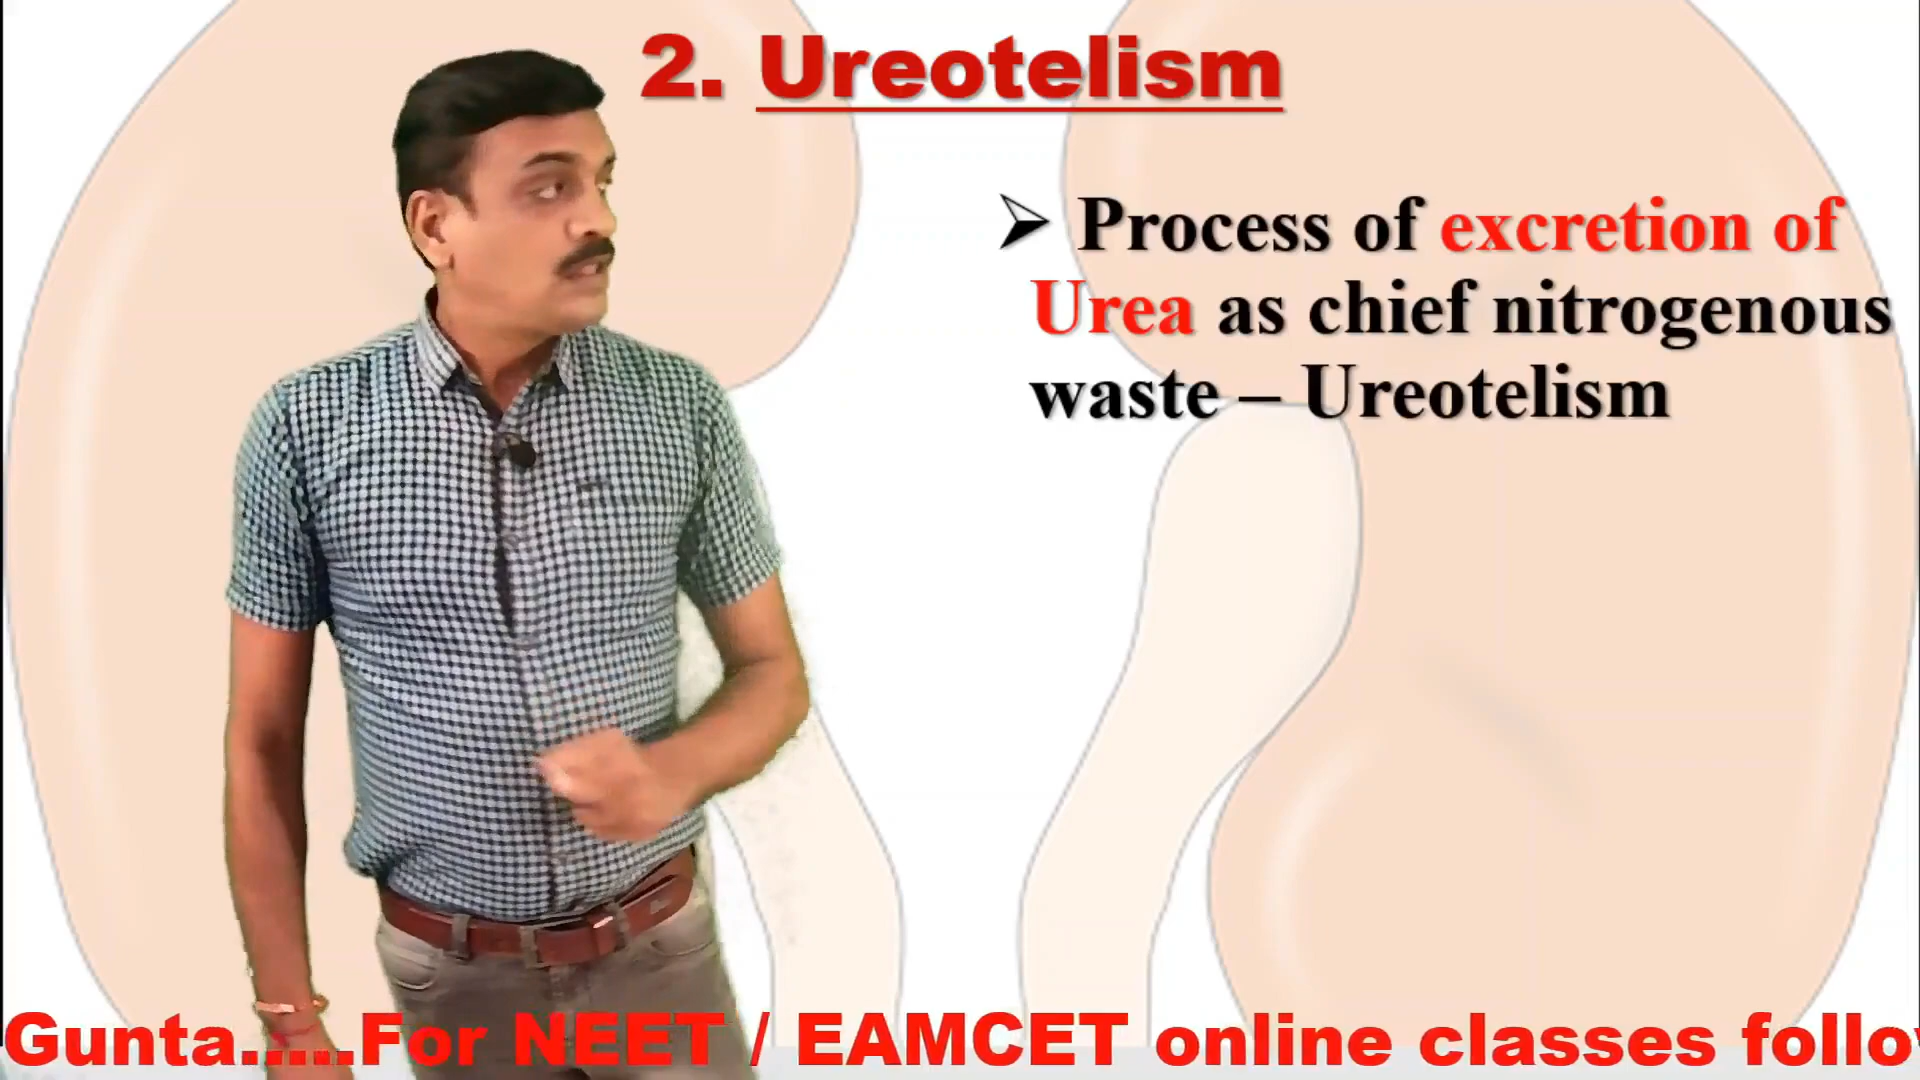 2. Ureotelism
➢ Process of excretion of
Urea as chief nitrogenous
waste – Ureotelism
Gunta.....For NEET / EAMCET online classes follo